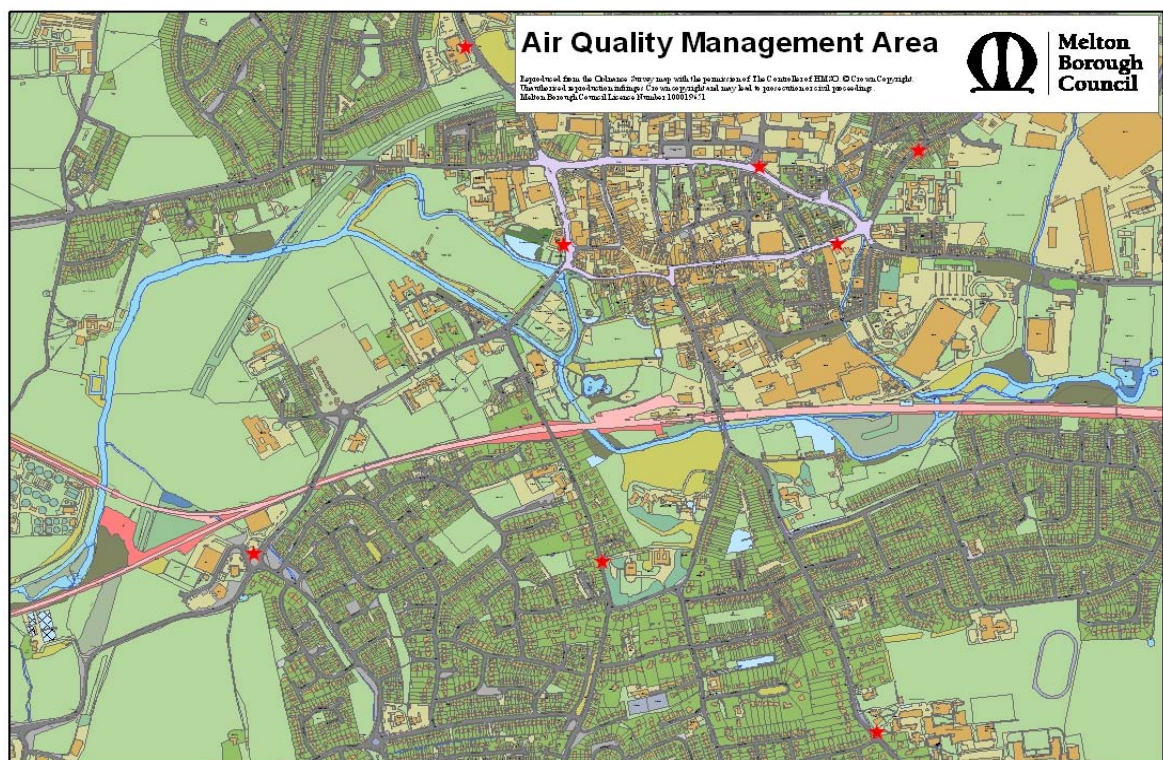 Air Quality Management Area
Reproduced from the Ordnance Survey map with the permission of The Controller of HMSO. © Crown Copyright.
Unauthorised reproduction infringes Crown copyright and may lead to prosecution or civil proceedings.
Melton Borough Council Licence Number 100019651
Melton
Borough
Council